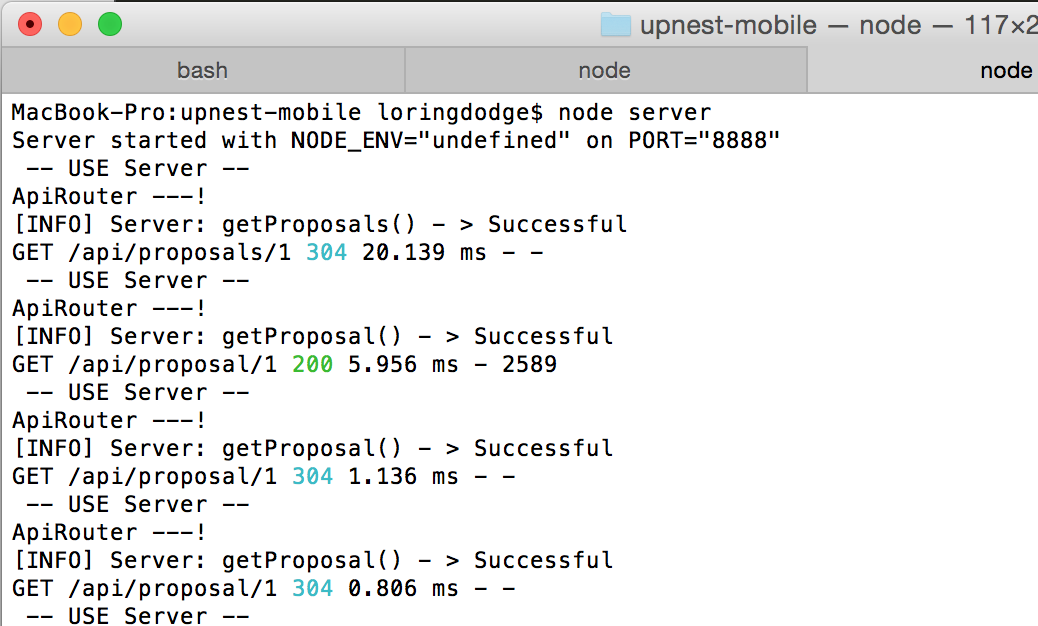 upnest-mobile — node — 117×2
bash node node
MacBook-Pro:upnest-mobile loringdodge$ node server
Server started with NODE_ENV="undefined" on PORT="8888"
-- USE Server --
ApiRouter ---!
[INFO] Server: getProposals() - > Successful
GET /api/proposals/1 304 20.139 ms - -
-- USE Server --
ApiRouter ---!
[INFO] Server: getProposal() - > Successful
GET /api/proposal/1 200 5.956 ms - 2589
-- USE Server --
ApiRouter ---!
[INFO] Server: getProposal() - > Successful
GET /api/proposal/1 304 1.136 ms - -
-- USE Server --
ApiRouter ---!
[INFO] Server: getProposal() - > Successful
GET /api/proposal/1 304 0.806 ms - -
-- USE Server --